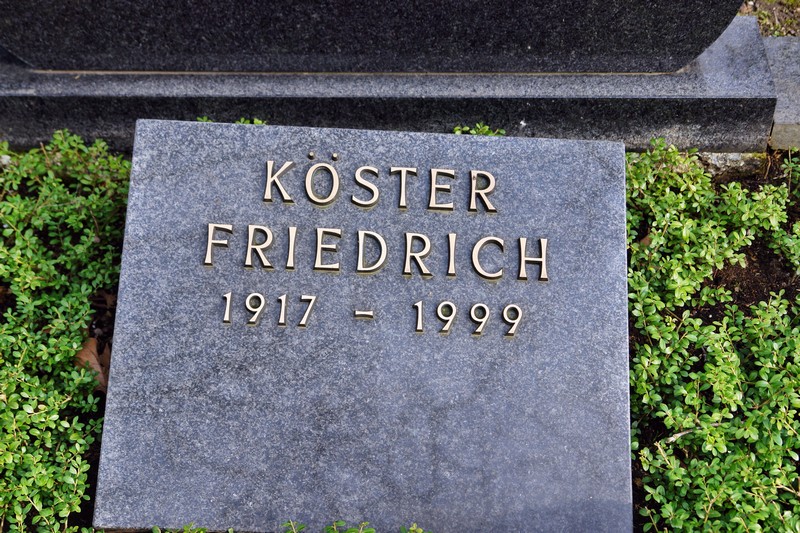 KÖSTER
FRIEDRICH
1917 – 1999